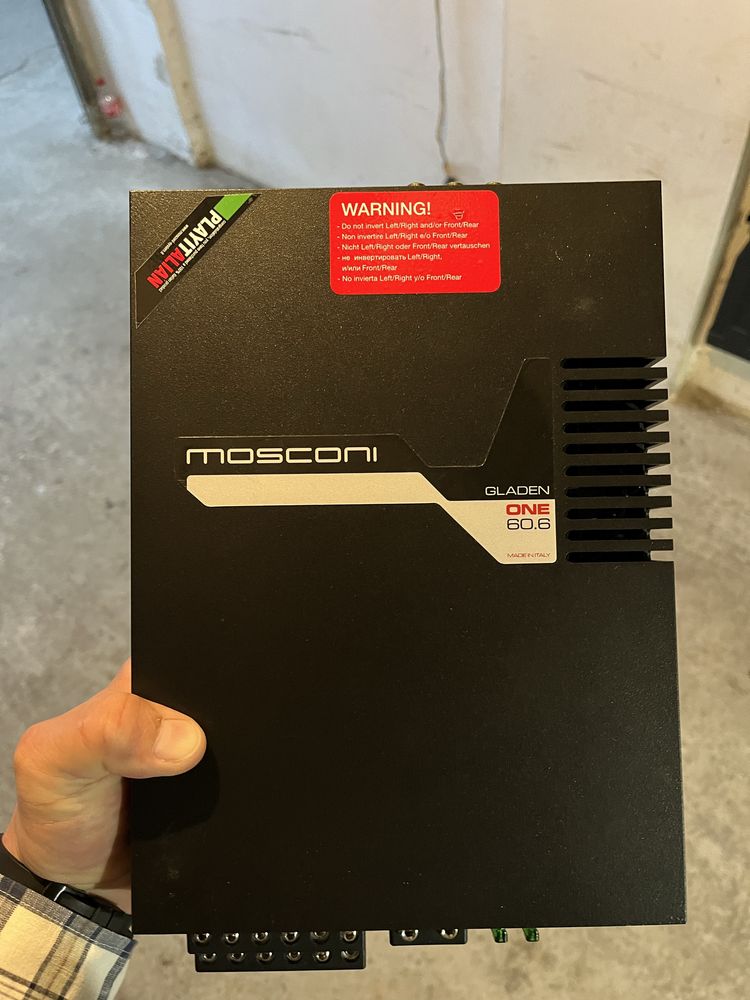 PLAYITALIAN
WARNING!
- Do not invert Left/Right and/or Front/Rear
- Non invertire Left/Right e/o Front/Rear
- Nicht Left/Right oder Front/Rear vertauschen
- не инвертировать Left/Right,
и/или Front/Rear
- No invierta Left/Right y/o Front/Rear
mosconi
GLADEN
ONE
60.6
MADE IN ITALY